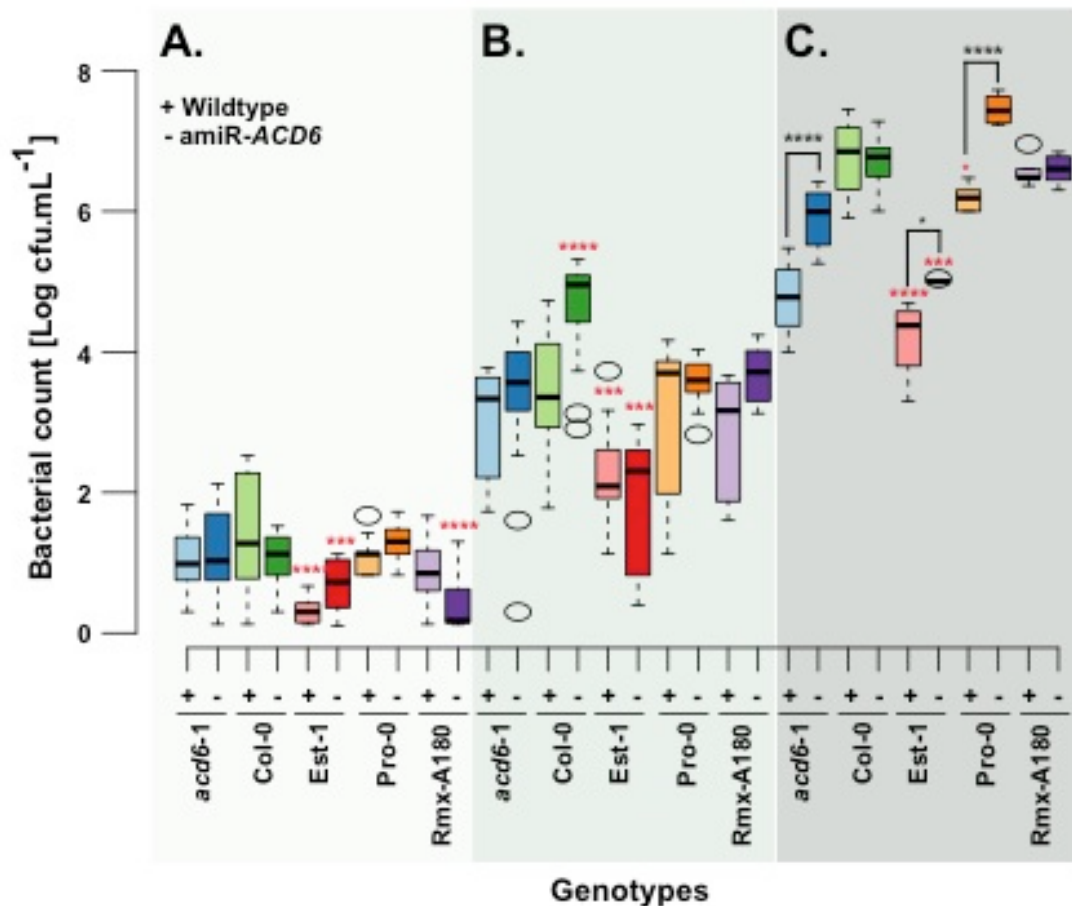 A.
B.
C.
+ Wildtype
- amiR-ACD6
Bacterial count [Log cfu.mL-1]
8
6
4
2
0
****
***
****
****
***
***
****
****
***
*
*
****
+ - + - + - + - + -
+ - + - + - + - + -
+ - + - + - + - + -
acd6-1
Col-0
Est-1
Pro-0
Rmx-A180
acd6-1
Col-0
Est-1
Pro-0
Rmx-A180
acd6-1
Col-0
Est-1
Pro-0
Rmx-A180
Genotypes